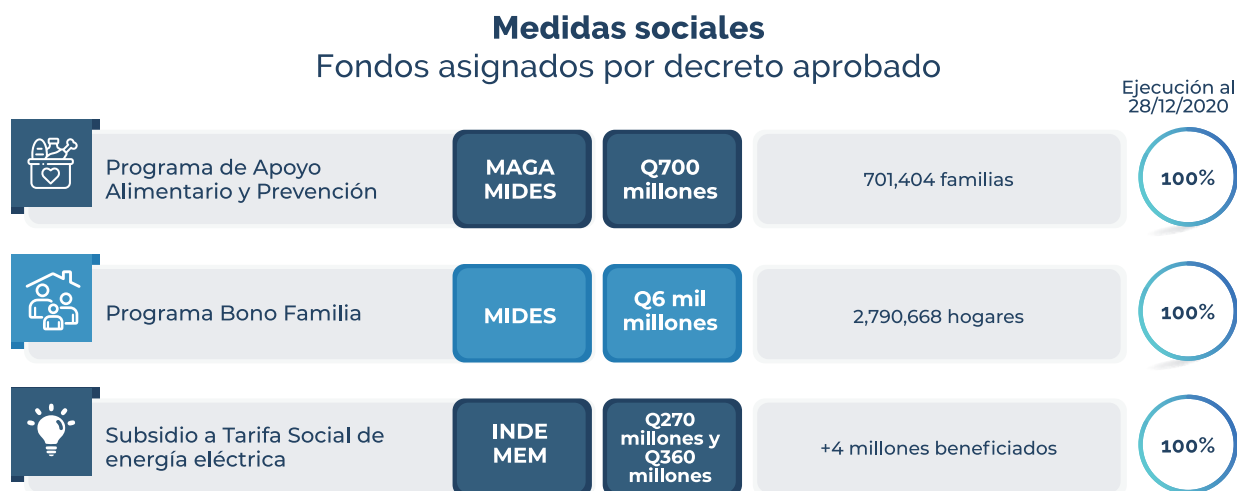 Medidas sociales
Fondos asignados por decreto aprobado
Ejecución al
28/12/2020
Programa de Apoyo
Alimentario y Prevención
MAGA
MIDES
Q700
millones
701,404 familias
100%
Programa Bono Familia
MIDES
Q6 mil
millones
2,790,668 hogares
100%
Subsidio a Tarifa Social de
energía eléctrica
INDE
MEM
Q270
millones y
Q360
millones
+4 millones beneficiados
100%